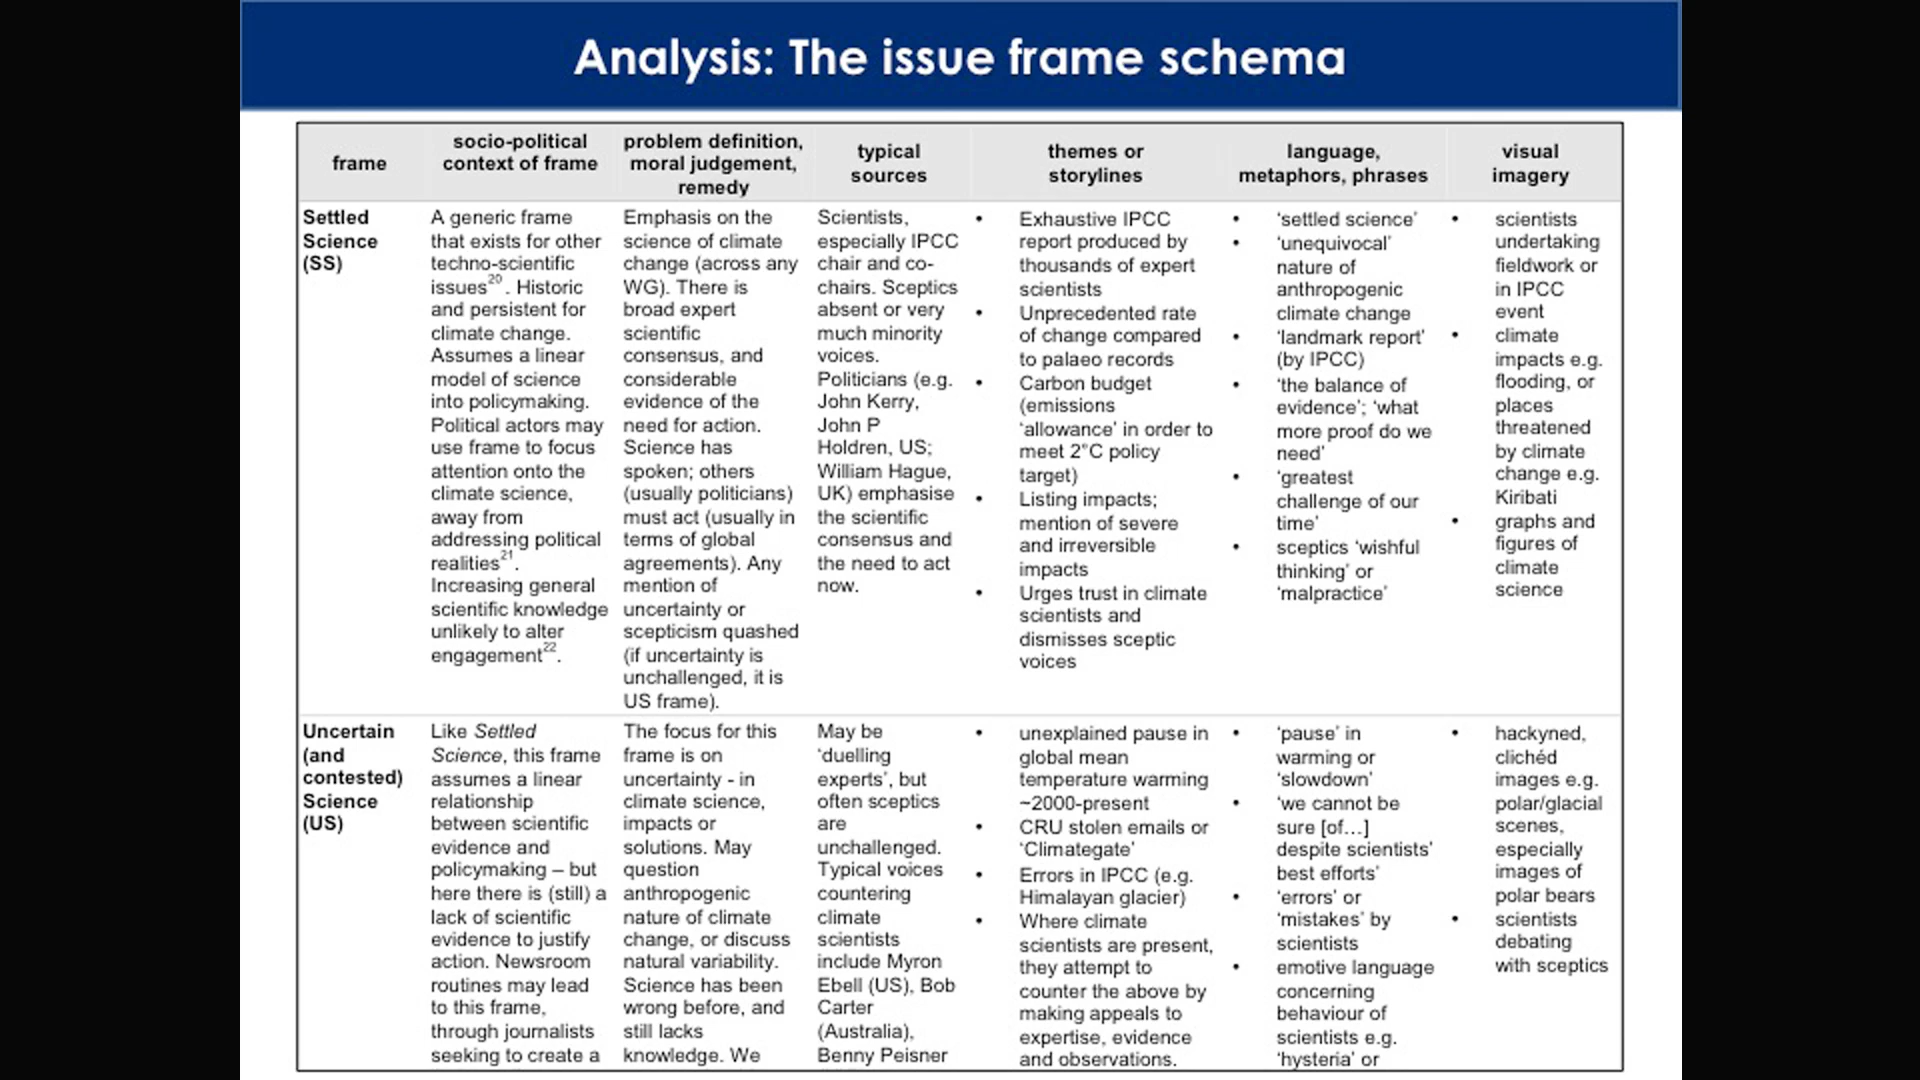 Analysis: The issue frame schema
frame
socio-political
context of frame
problem definition,
moral judgement,
remedy
typical
sources
themes or
storylines
language,
metaphors, phrases
visual
imagery
Settled
Science
(SS)
A generic frame
that exists for other
techno-scientific
issues20. Historic
and persistent for
climate change.
Assumes a linear
model of science
into policymaking.
Political actors may
use frame to focus
attention onto the
climate science,
away from
addressing political
realities21.
Increasing general
scientific knowledge
unlikely to alter
engagement22.
Emphasis on the
science of climate
change (across any
WG). There is
broad expert
scientific
consensus, and
considerable
evidence of the
need for action.
Science has
spoken; others
(usually politicians)
must act (usually in
terms of global
agreements). Any
mention of
uncertainty or
scepticism quashed
(if uncertainty is
unchallenged, it is
US frame).
Scientists,
especially IPCC
chair and co-
chairs. Sceptics
absent or very
much minority
voices.
Politicians (e.g.
John Kerry,
John P
Holdren, US;
William Hague,
UK) emphasise
the scientific
consensus and
the need to act
now.
• Exhaustive IPCC
report produced by
thousands of expert
scientists
• Unprecedented rate
of change compared
to palaeo records
• Carbon budget
(emissions
‘allowance’ in order to
meet 2°C policy
target)
• Listing impacts;
mention of severe
and irreversible
impacts
• Urges trust in climate
scientists and
dismisses sceptic
voices
• ‘settled science’
• ‘unequivocal’
nature of
anthropogenic
climate change
• ‘landmark report’
(by IPCC)
• ‘the balance of
evidence’; ‘what
more proof do we
need’
• ‘greatest
challenge of our
time’
• sceptics ‘wishful
thinking’ or
‘malpractice’
• scientists
undertaking
fieldwork or
in IPCC
event
• climate
impacts e.g.
flooding, or
places
threatened
by climate
change e.g.
Kiribati
• graphs and
figures of
climate
science
Uncertain
(and
contested)
Science
(US)
Like Settled
Science, this frame
assumes a linear
relationship
between scientific
evidence and
policymaking – but
here there is (still) a
lack of scientific
evidence to justify
action. Newsroom
routines may lead
to this frame,
through journalists
seeking to create a
The focus for this
frame is on
uncertainty - in
climate science,
impacts or
solutions. May
question
anthropogenic
nature of climate
change, or discuss
natural variability.
Science has been
wrong before, and
still lacks
knowledge. We
May be
‘duelling
experts’, but
often sceptics
are
unchallenged.
Typical voices
countering
climate
scientists
include Myron
Ebell (US), Bob
Carter
(Australia),
Benny Peisner
• unexplained pause in
global mean
temperature warming
~2000-present
• CRU stolen emails or
‘Climategate’
• Errors in IPCC (e.g.
Himalayan glacier)
• Where climate
scientists are present,
they attempt to
counter the above by
making appeals to
expertise, evidence
and observations.
• ‘pause’ in
warming or
‘slowdown’
• ‘we cannot be
sure [of…]
despite scientists’
best efforts’
• ‘errors’ or
‘mistakes’ by
scientists
• emotive language
concerning
behaviour of
scientists e.g.
‘hysteria’ or
• hackyned,
clichéd
images e.g.
polar/glacial
scenes,
especially
images of
polar bears
• scientists
debating
with sceptics